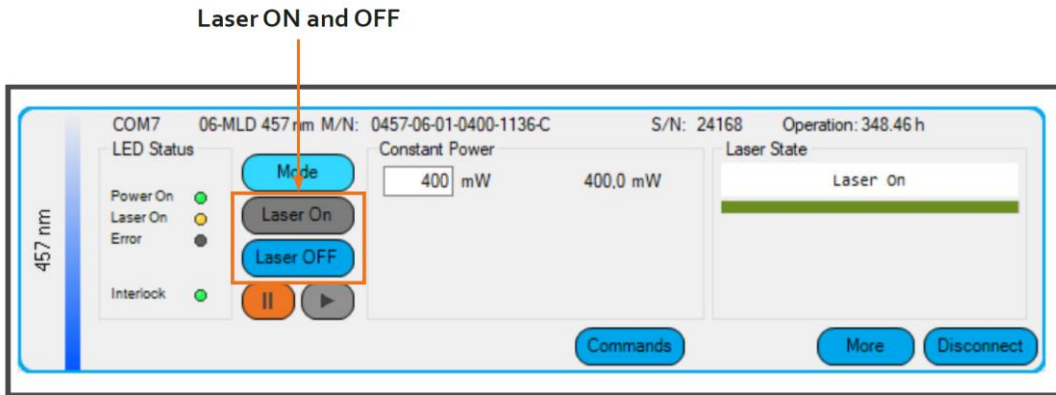 Laser ON and OFF
COM7 06-MLD 457 nm M/N: 0457-06-01-0400-1136-C S/N: 24168 Operation: 348.46 h
LED Status
Power On
Laser On
Error
Interlock
Mode
Laser On
Laser OFF
Constant Power
400 mW 400,0 mW
Laser State
Laser On
457 nm
Commands
More
Disconnect